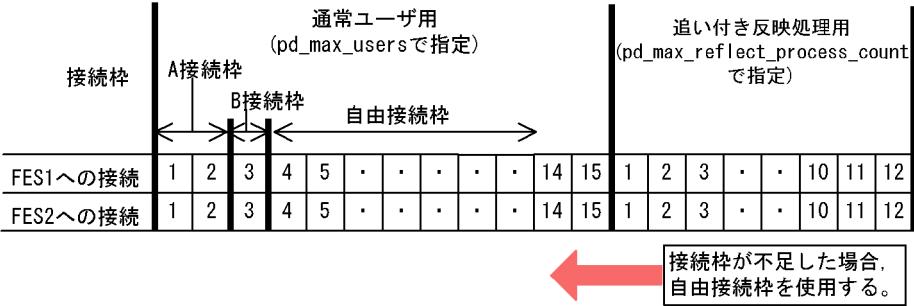 通常ユーザ用
(pd_max_usersで指定)
追い付き反映処理用
(pd_max_reflect_process_count
で指定)
接続枠
A接続枠
B接続枠
自由接続枠
FES1への接続 1 2 3 4 5 ・ ・ ・ ・ ・ 14 15 1 2 3 ・ ・ 10 11 12
FES2への接続 1 2 3 4 5 ・ ・ ・ ・ ・ 14 15 1 2 3 ・ ・ 10 11 12
接続枠が不足した場合,
自由接続枠を使用する。